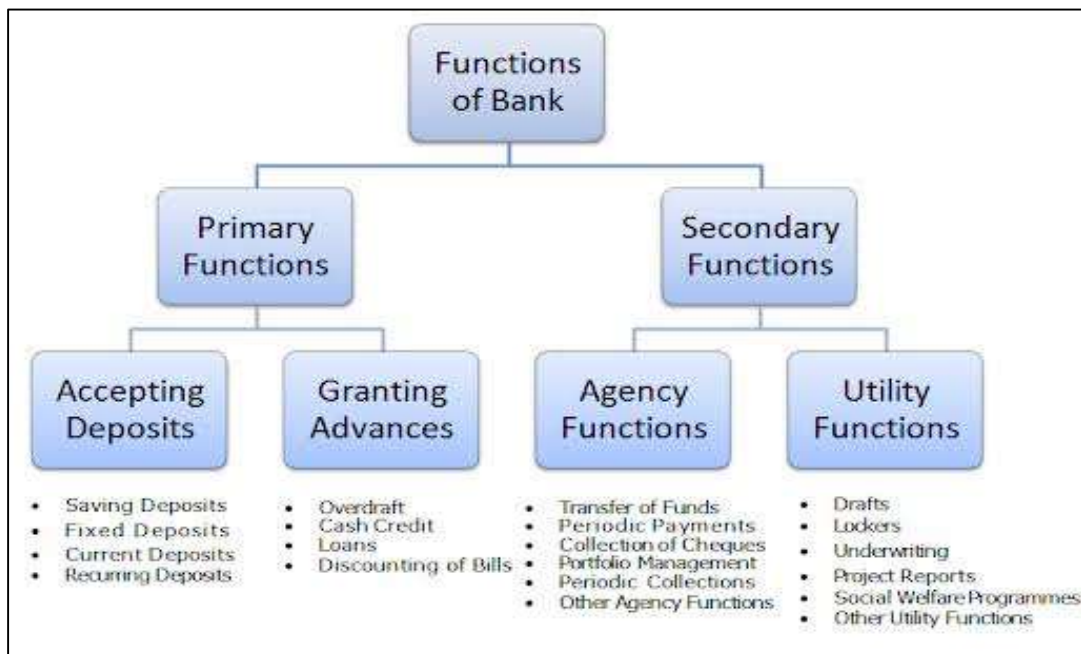 Functions
of Bank
Primary
Functions
Secondary
Functions
Accepting
Deposits
Granting
Advances
Agency
Functions
Utility
Functions
• Saving Deposits
• Fixed Deposits
• Current Deposits
• Recurring Deposits
• Overdraft
• Cash Credit
• Loans
• Discounting of Bills
• Transfer of Funds
• Periodic Payments
• Collection of Cheques
• Portfolio Management
• Periodic Collections
• Other Agency Functions
• Drafts
• Lockers
• Underwriting
• Project Reports
• Social Welfare Programmes
• Other Utility Functions